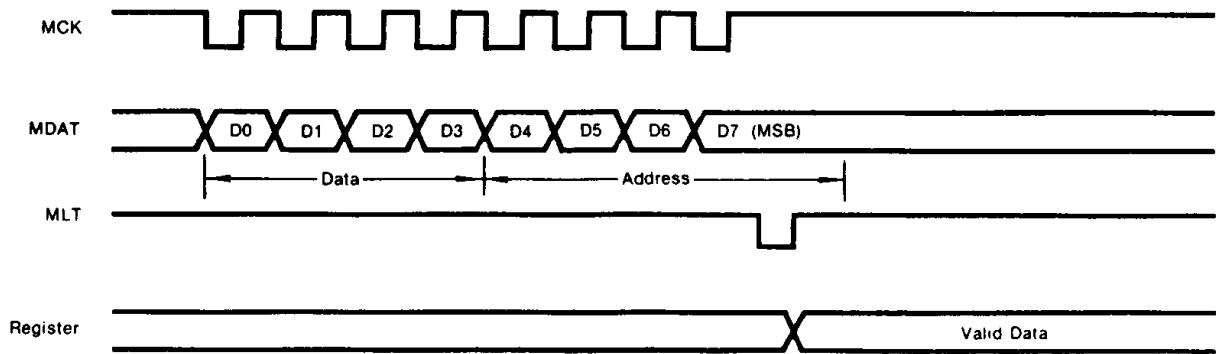 MCK
MDAT
D0 D1 D2 D3 D4 D5 D6 D7 (MSB)
Data Address
MLT
Register
Valid Data